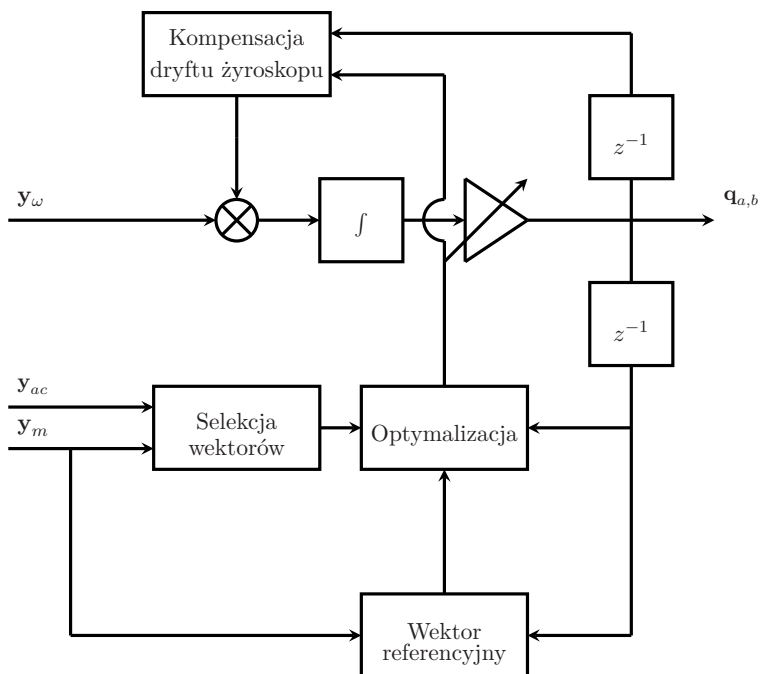 Kompensacja
dryftu żyroskopu
z⁻¹
y_ω
∫
q_{a,b}
z⁻¹
y_{ac}
y_m
Selekcja
wektorów
Optymalizacja
Wektor
referencyjny